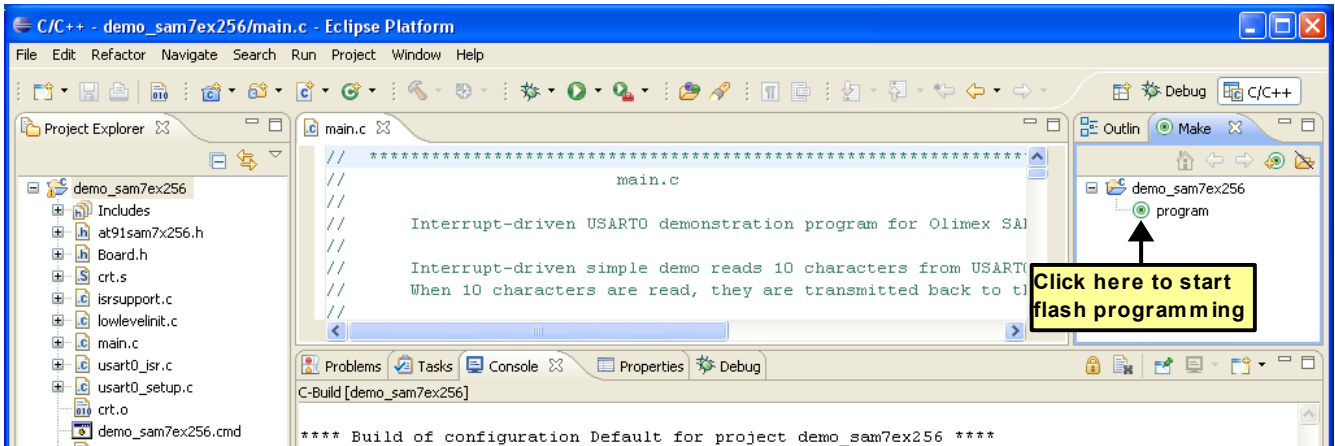 C/C++ - demo_sam7ex256/main.c - Eclipse Platform
File Edit Refactor Navigate Search Run Project Window Help
Debug C/C++
Project Explorer
demo_sam7ex256
Includes
at91sam7x256.h
Board.h
crt.s
isrsupport.c
lowlevelinit.c
main.c
usart0_isr.c
usart0_setup.c
crt.o
demo_sam7ex256.cmd
main.c
// **************************************************************
// main.c
//
// Interrupt-driven USART0 demonstration program for Olimex
//
// Interrupt-driven simple demo reads 10 characters from USART0
// When 10 characters are read, they are transmitted back to
//
Outlin Make
demo_sam7ex256
program
Click here to start
flash programming
Problems Tasks Console Properties Debug
C-Build [demo_sam7ex256]
**** Build of configuration Default for project demo_sam7ex256 ****